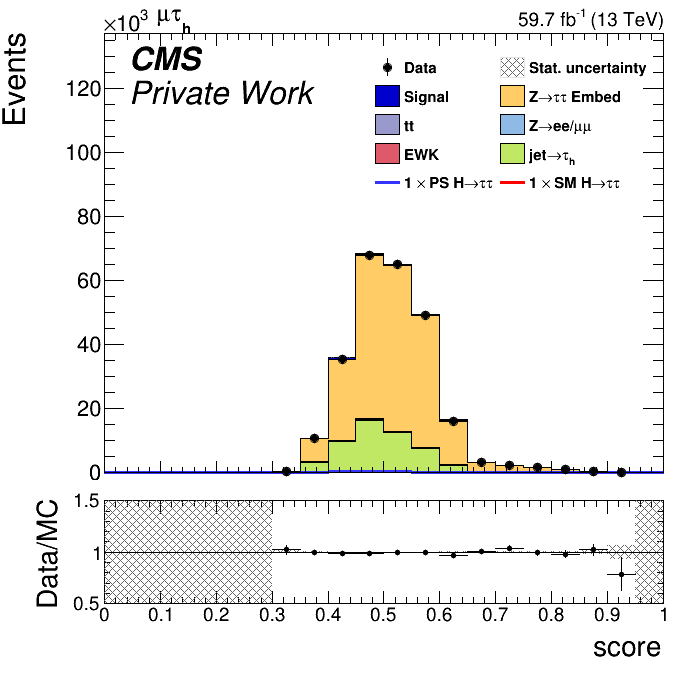 ×10³ μτh 59.7 fb⁻¹ (13 TeV)
Events
CMS
Private Work
Data
Stat. uncertainty
Signal
Z→ττ Embed
tt
Z→ee/μμ
EWK
jet→τh
1 × PS H→ττ
1 × SM H→ττ
120
100
80
60
40
20
0
Data/MC
1.5
1
0.5
0 0.1 0.2 0.3 0.4 0.5 0.6 0.7 0.8 0.9 1
score